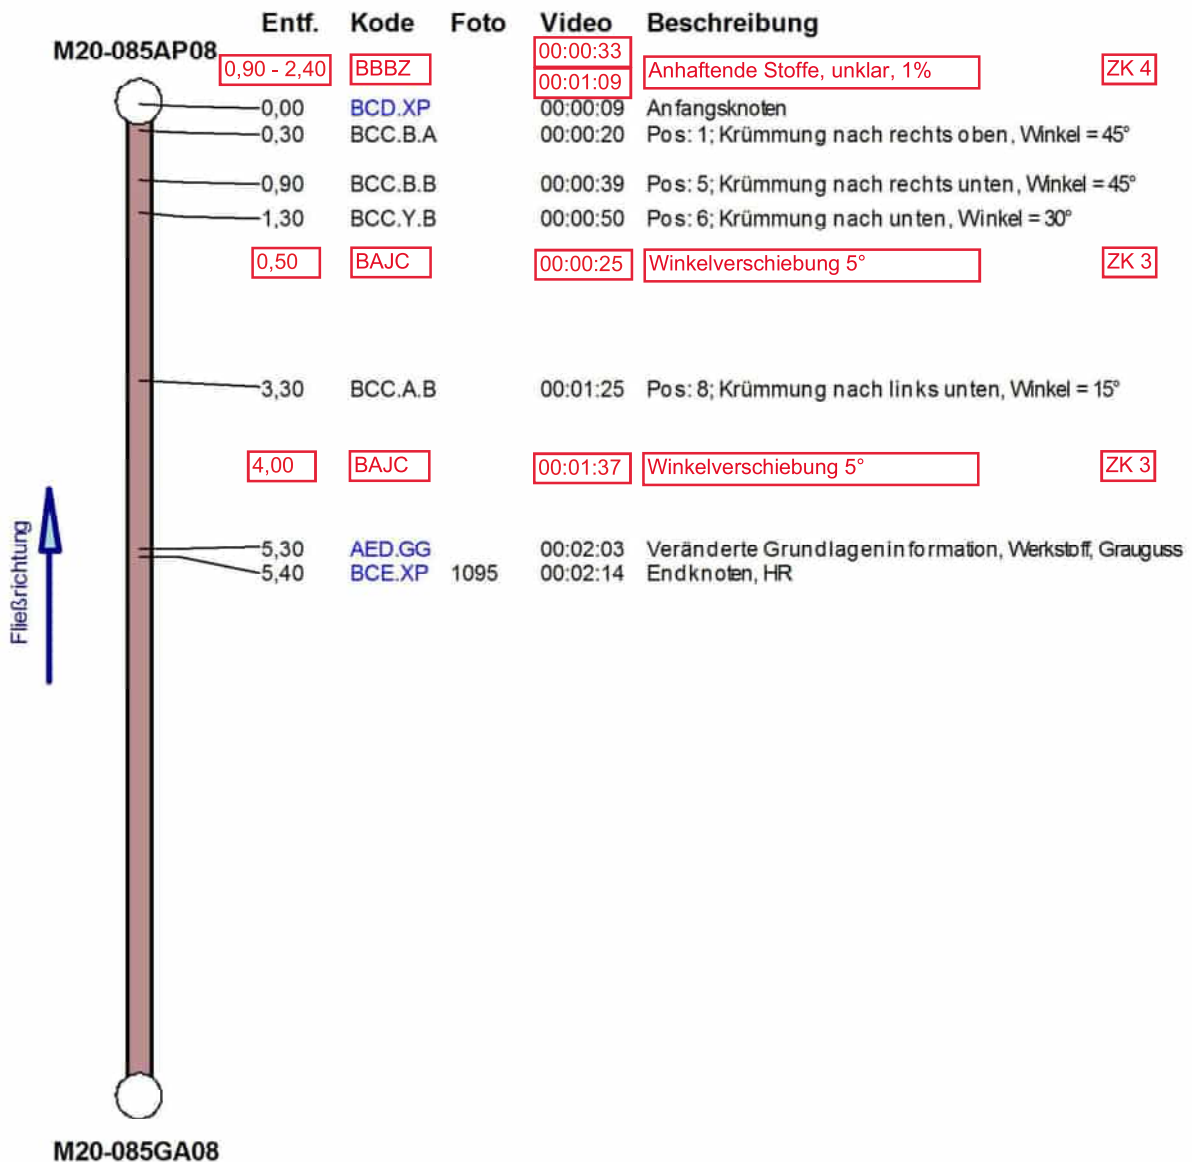 Entf. Kode Foto Video Beschreibung
M20-085AP08
0,90 - 2,40 BBBZ 00:00:33 00:01:09 Anhaftende Stoffe, unklar, 1% ZK 4
0,00 BCD.XP 00:00:09 Anfangsknoten
0,30 BCC.B.A 00:00:20 Pos: 1; Krümmung nach rechts oben, Winkel = 45°
0,90 BCC.B.B 00:00:39 Pos: 5; Krümmung nach rechts unten, Winkel = 45°
1,30 BCC.Y.B 00:00:50 Pos: 6; Krümmung nach unten, Winkel = 30°
0,50 BAJC 00:00:25 Winkelverschiebung 5° ZK 3
3,30 BCC.A.B 00:01:25 Pos: 8; Krümmung nach links unten, Winkel = 15°
4,00 BAJC 00:01:37 Winkelverschiebung 5° ZK 3
5,30 AED.GG 00:02:03 Veränderte Grundlageninformation, Werkstoff, Grauguss
5,40 BCE.XP 1095 00:02:14 Endknoten, HR
Fließrichtung
M20-085GA08